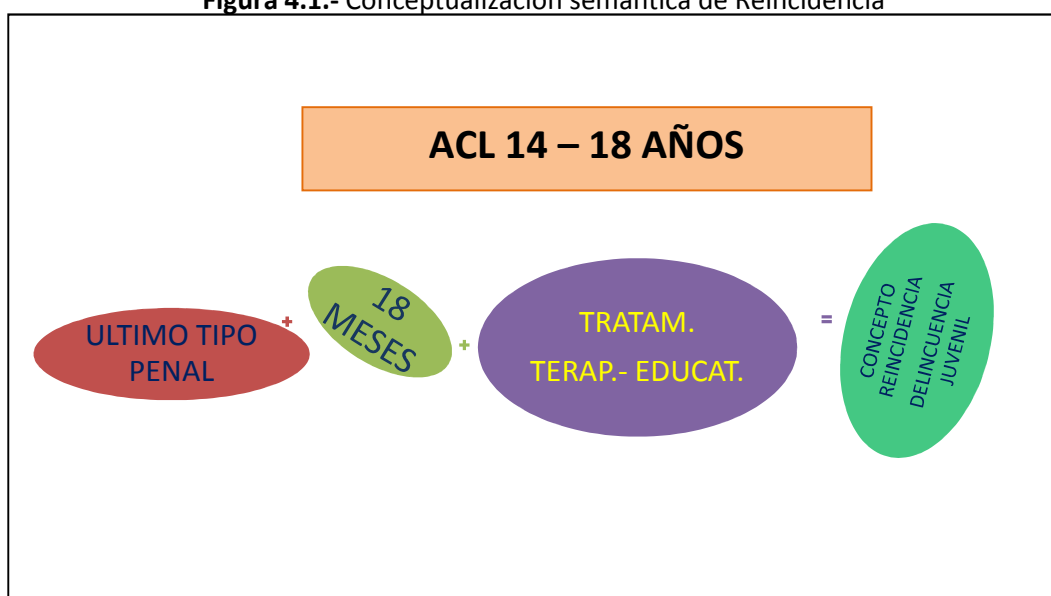 Figura 4.1.- Conceptualización semántica de Reincidencia
ACL 14 – 18 AÑOS
ULTIMO TIPO
PENAL
+
18
MESES
+
TRATAM.
TERAP.- EDUCAT.
=
CONCEPTO
REINCIDENCIA
DELINCUENCIA
JUVENIL